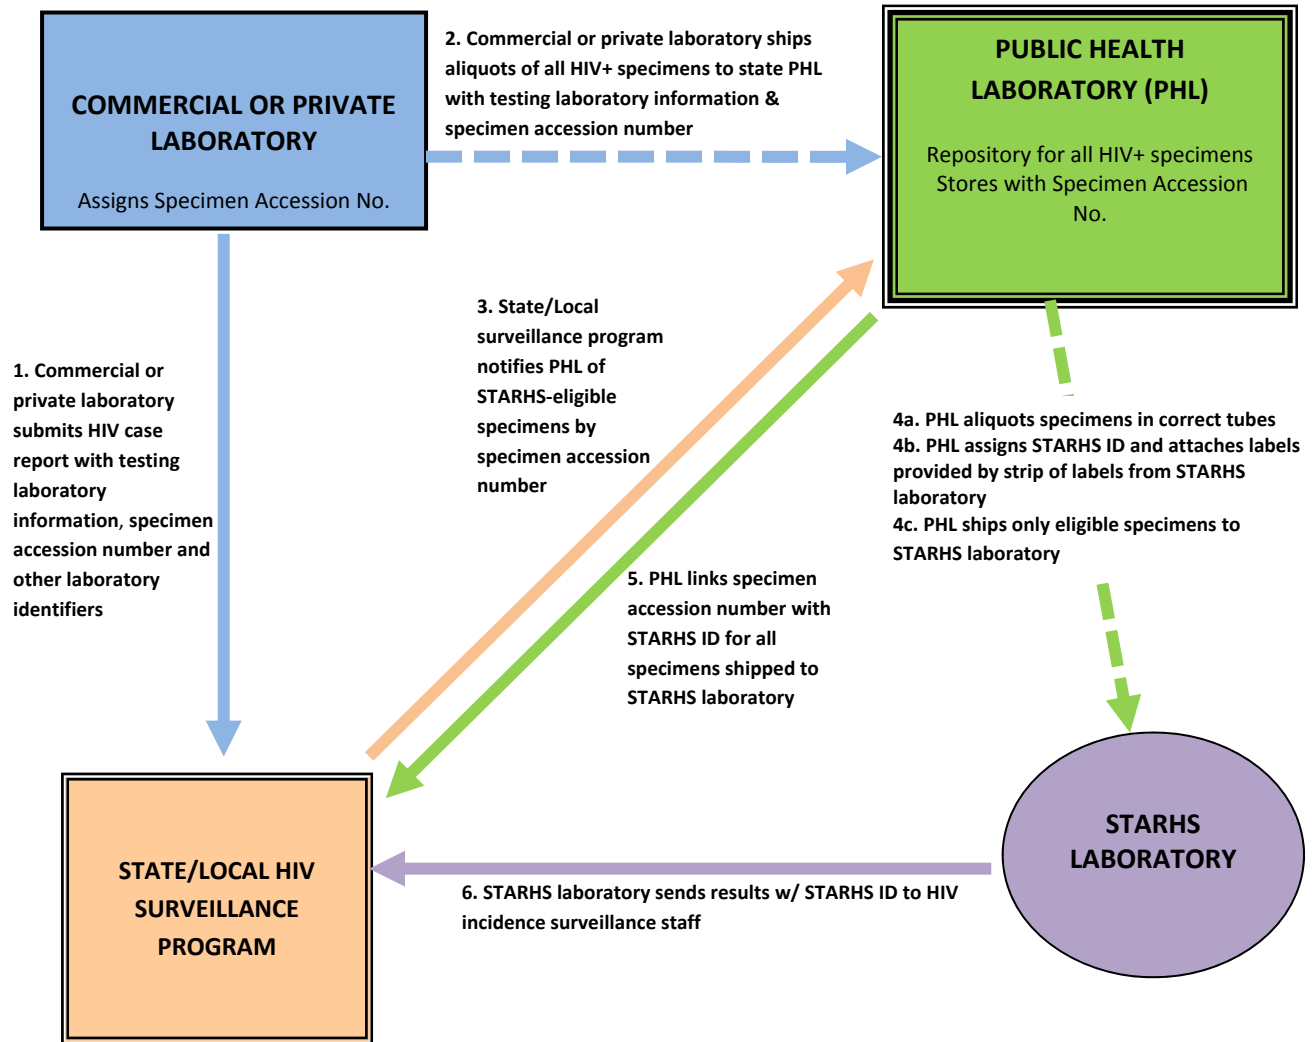 COMMERCIAL OR PRIVATE
LABORATORY
Assigns Specimen Accession No.
2. Commercial or private laboratory ships
aliquots of all HIV+ specimens to state PHL
with testing laboratory information &
specimen accession number
PUBLIC HEALTH
LABORATORY (PHL)
Repository for all HIV+ specimens
Stores with Specimen Accession
No.
1. Commercial or
private laboratory
submits HIV case
report with testing
laboratory
information, specimen
accession number and
other laboratory
identifiers
3. State/Local
surveillance program
notifies PHL of
STARHS-eligible
specimens by
specimen accession
number
4a. PHL aliquots specimens in correct tubes
4b. PHL assigns STARHS ID and attaches labels
provided by strip of labels from STARHS
laboratory
4c. PHL ships only eligible specimens to
STARHS laboratory
5. PHL links specimen
accession number with
STARHS ID for all
specimens shipped to
STARHS laboratory
STATE/LOCAL HIV
SURVEILLANCE
PROGRAM
6. STARHS laboratory sends results w/ STARHS ID to HIV
incidence surveillance staff
STARHS
LABORATORY